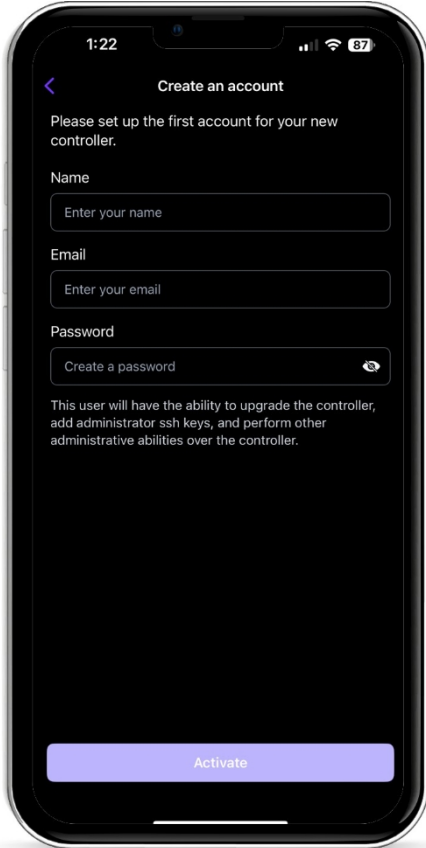 1:22
87
Create an account
Please set up the first account for your new
controller.
Name
Enter your name
Email
Enter your email
Password
Create a password
This user will have the ability to upgrade the controller,
add administrator ssh keys, and perform other
administrative abilities over the controller.
Activate